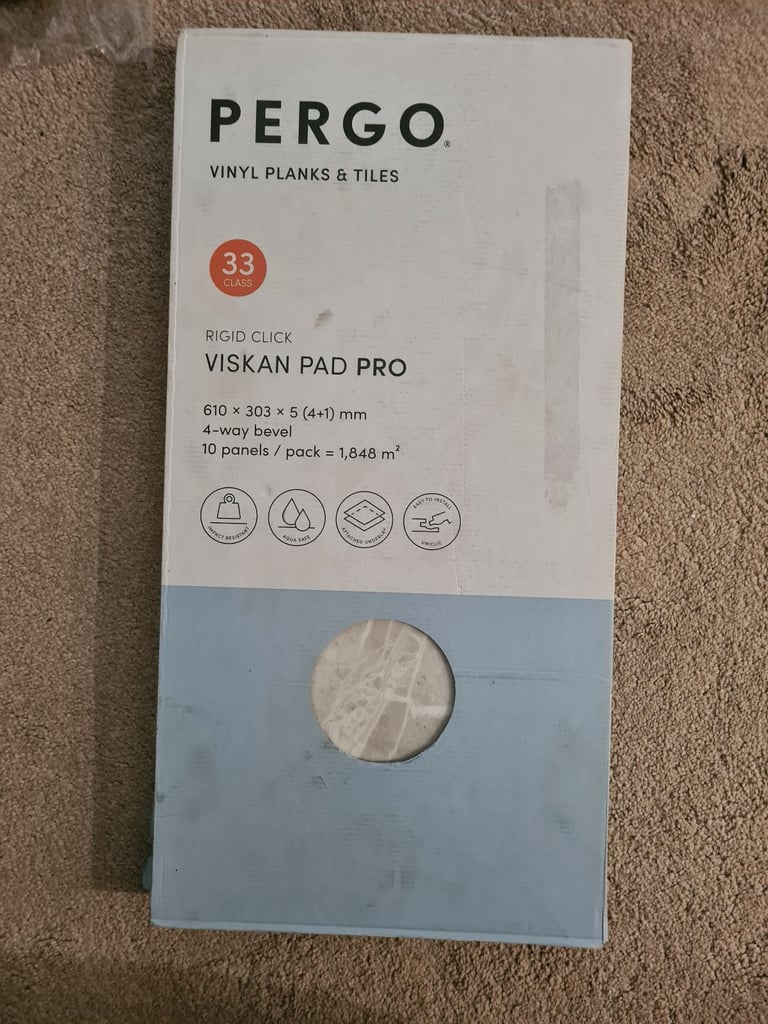 PERGO®
VINYL PLANKS & TILES
33
CLASS
RIGID CLICK
VISKAN PAD PRO
610 × 303 × 5 (4+1) mm
4-way bevel
10 panels / pack = 1,848 m²
IMPACT RESISTANT
AQUA SAFE
ATTACHED UNDERLAY
EASY TO INSTALL
UNICLIC